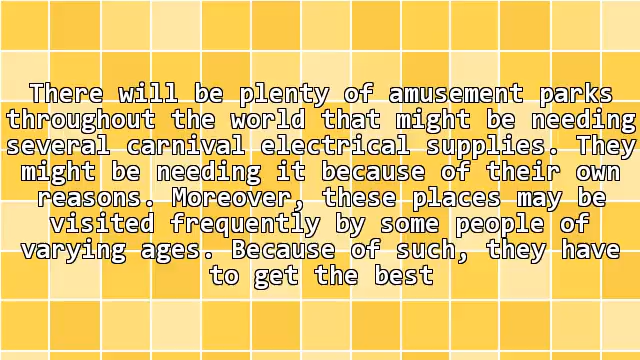 There will be plenty of amusement parks
throughout the world that might be needing
several carnival electrical supplies. They
might be needing it because of their own
reasons. Moreover, these places may be
visited frequently by some people of
varying ages. Because of such, they have
to get the best